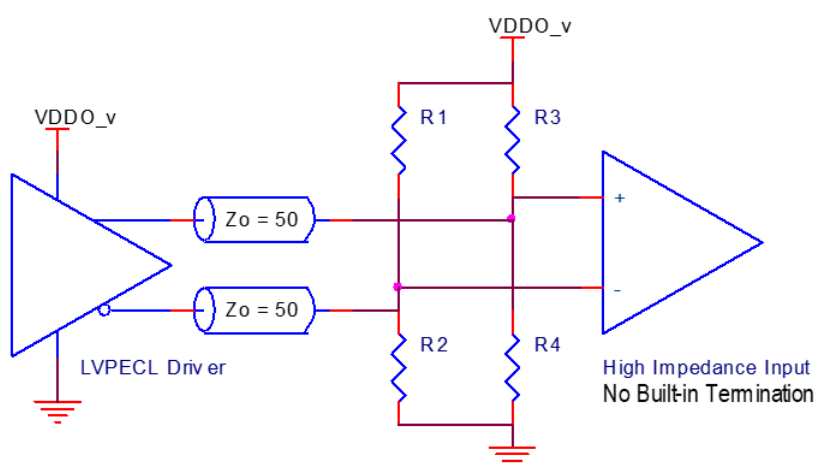 VDDO_v
VDDO_v
R1
R3
Zo = 50
+
Zo = 50
-
R2
R4
LVPECL Driver
High Impedance Input
No Built-in Termination